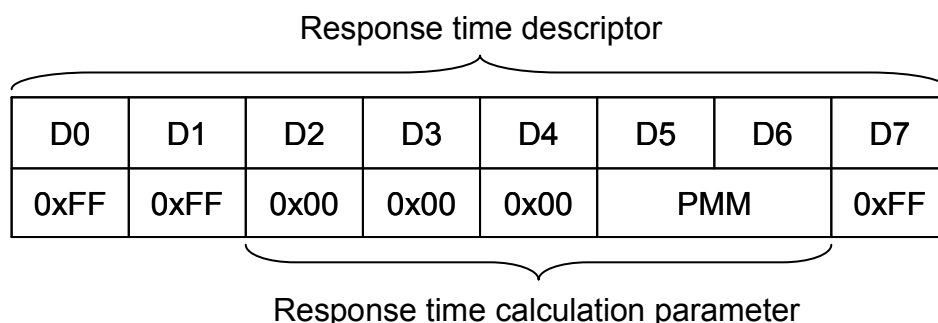 Response time descriptor
D0 D1 D2 D3 D4 D5 D6 D7
0xFF 0xFF 0x00 0x00 0x00 PMM 0xFF
Response time calculation parameter